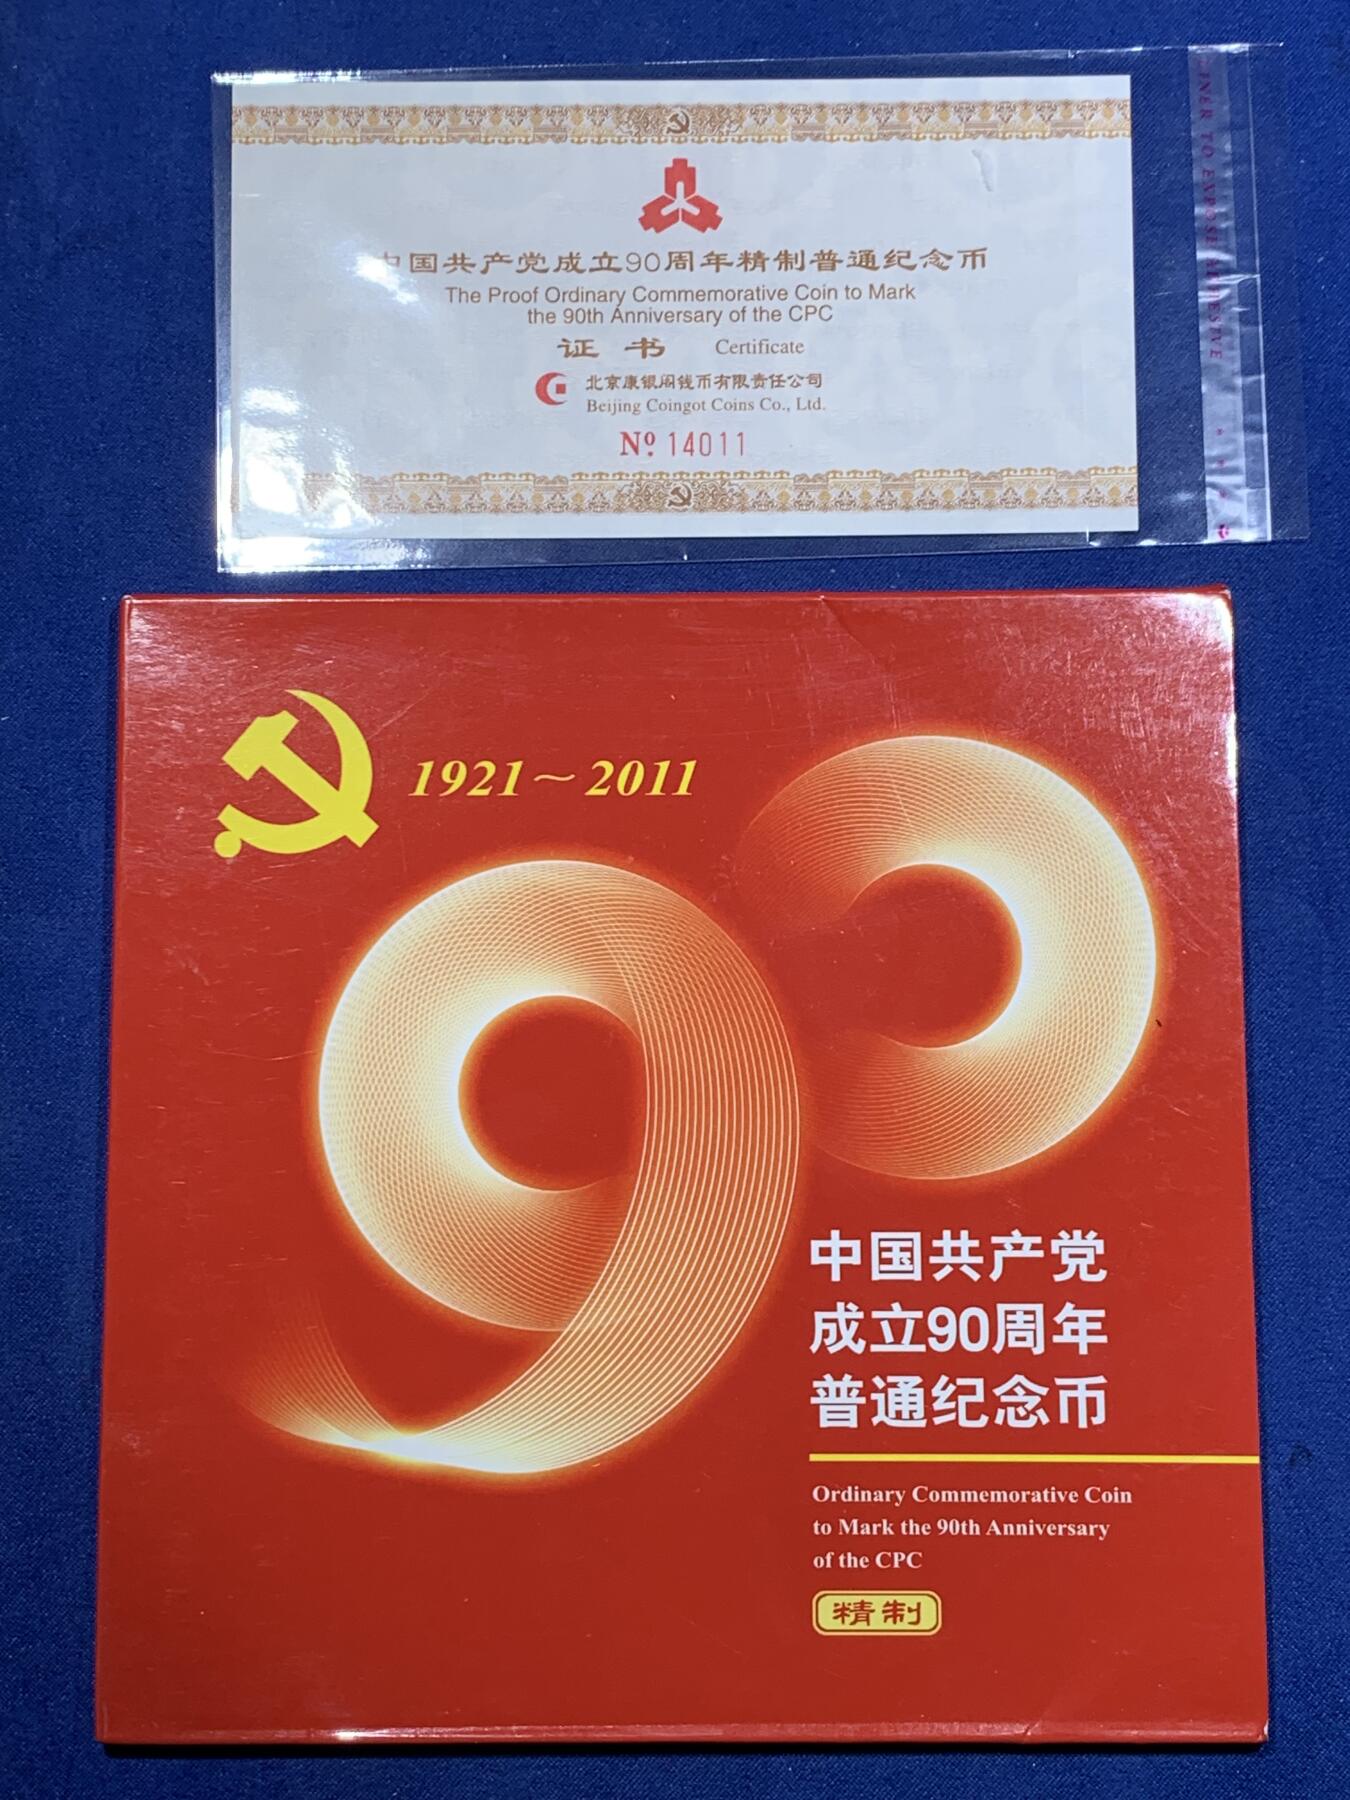 中国共产党成立90周年精制普通纪念币
The Proof Ordinary Commemorative Coin to Mark
the 90th Anniversary of the CPC
证书 Certificate
北京康银阁钱币有限责任公司
Beijing Coingot Coins Co., Ltd.
Nº 14011
TO EXPOSE ADHESIVE
1921~2011
90
中国共产党
成立90周年
普通纪念币
Ordinary Commemorative Coin
to Mark the 90th Anniversary
of the CPC
精制